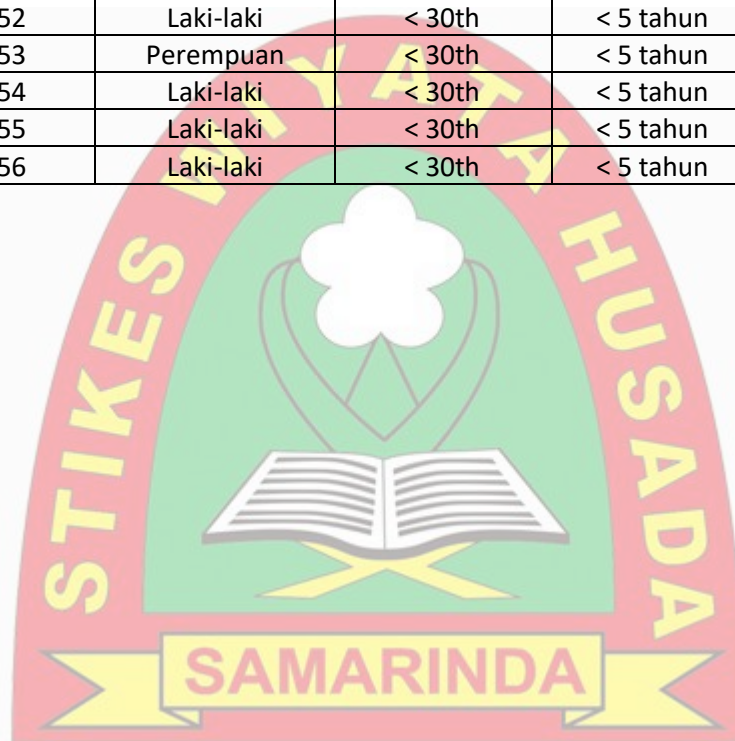 52 Laki-laki < 30th < 5 tahun
53 Perempuan < 30th < 5 tahun
54 Laki-laki < 30th < 5 tahun
55 Laki-laki < 30th < 5 tahun
56 Laki-laki < 30th < 5 tahun
STIKES WIYATA HUSADA
SAMARINDA